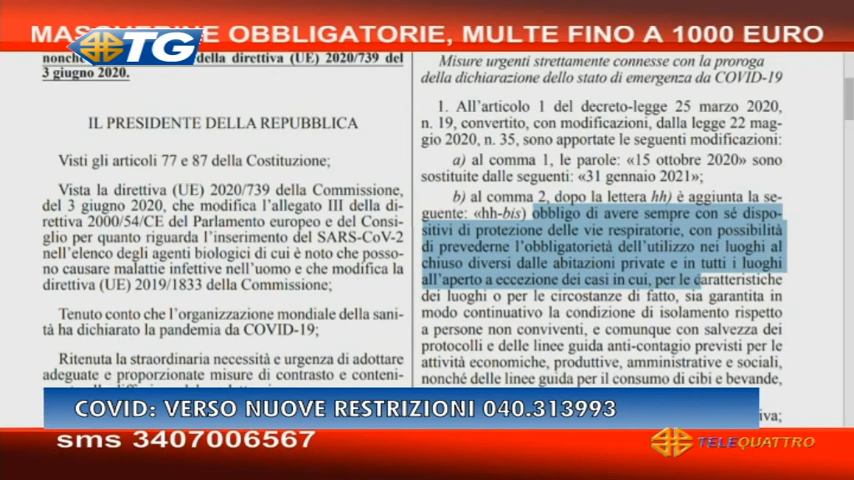 MASCHERINE OBBLIGATORIE, MULTE FINO A 1000 EURO
TG
nonché della direttiva (UE) 2020/739 del
3 giugno 2020.
IL PRESIDENTE DELLA REPUBBLICA
Visti gli articoli 77 e 87 della Costituzione;
Vista la direttiva (UE) 2020/739 della Commissione,
del 3 giugno 2020, che modifica l'allegato III della di-
rettiva 2000/54/CE del Parlamento europeo e del Consi-
glio per quanto riguarda l'inserimento del SARS-CoV-2
nell'elenco degli agenti biologici di cui è noto che posso-
no causare malattie infettive nell'uomo e che modifica la
direttiva (UE) 2019/1833 della Commissione;
Tenuto conto che l'organizzazione mondiale della sani-
tà ha dichiarato la pandemia da COVID-19;
Ritenuta la straordinaria necessità e urgenza di adottare
adeguate e proporzionate misure di contrasto e conteni-
Misure urgenti strettamente connesse con la proroga
della dichiarazione dello stato di emergenza da COVID-19
1. All'articolo 1 del decreto-legge 25 marzo 2020,
n. 19, convertito, con modificazioni, dalla legge 22 mag-
gio 2020, n. 35, sono apportate le seguenti modificazioni:
a) al comma 1, le parole: «15 ottobre 2020» sono
sostituite dalle seguenti: «31 gennaio 2021»;
b) al comma 2, dopo la lettera hh) è aggiunta la se-
guente: «hh-bis) obbligo di avere sempre con sé dispo-
sitivi di protezione delle vie respiratorie, con possibilità
di prevederne l'obbligatorietà dell'utilizzo nei luoghi al
chiuso diversi dalle abitazioni private e in tutti i luoghi
all'aperto a eccezione dei casi in cui, per le caratteristiche
dei luoghi o per le circostanze di fatto, sia garantita in
modo continuativo la condizione di isolamento rispetto
a persone non conviventi, e comunque con salvezza dei
protocolli e delle linee guida anti-contagio previsti per le
attività economiche, produttive, amministrative e sociali,
nonché delle linee guida per il consumo di cibi e bevande,
COVID: VERSO NUOVE RESTRIZIONI 040.313993
sms 3407006567
TELEQUATTRO